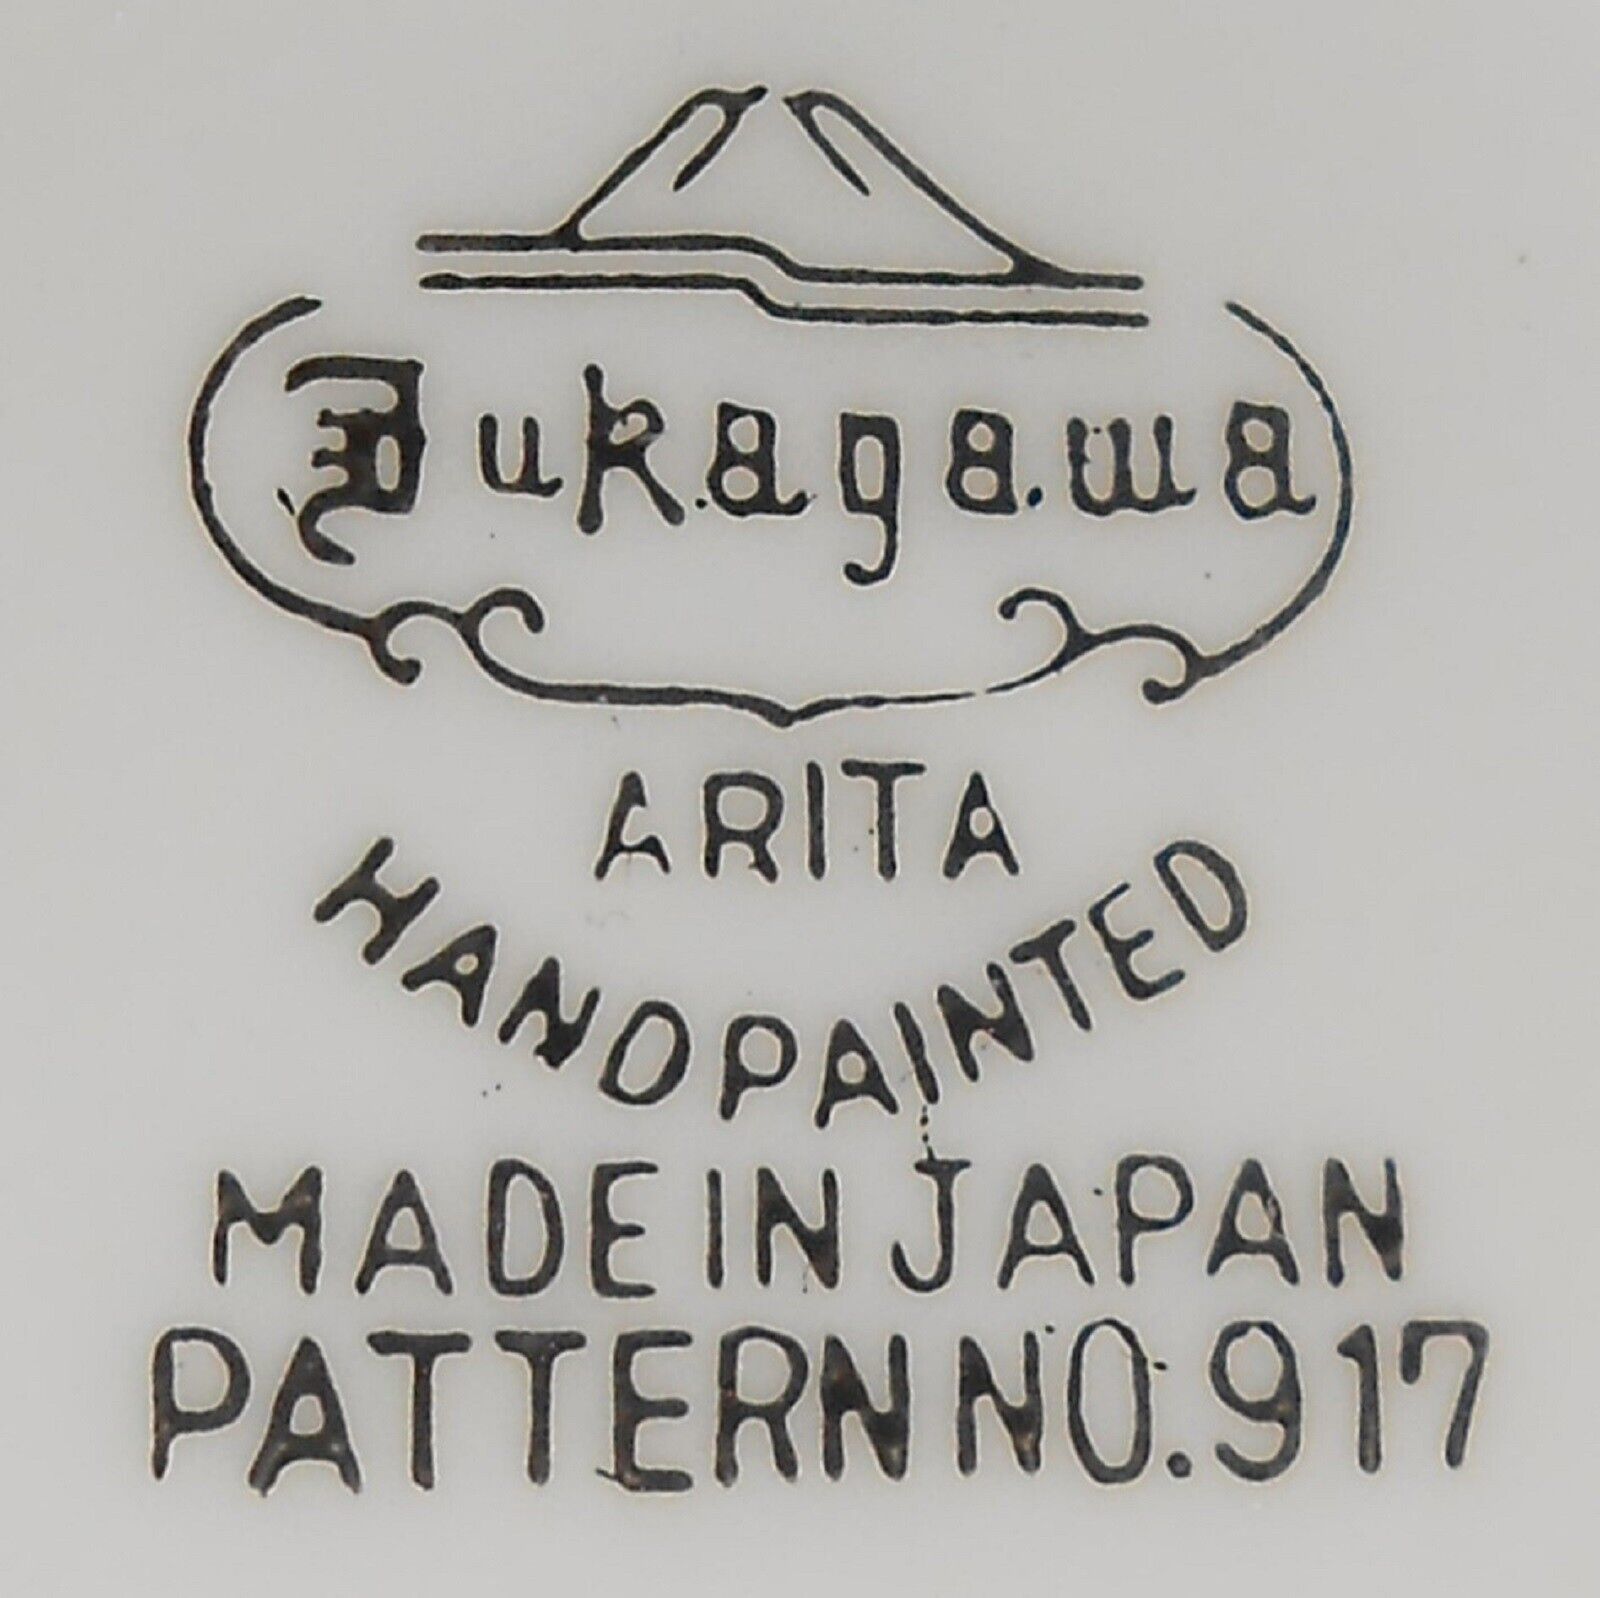 Fukagawa
ARITA
HANDPAINTED
MADE IN JAPAN
PATTERN NO. 917